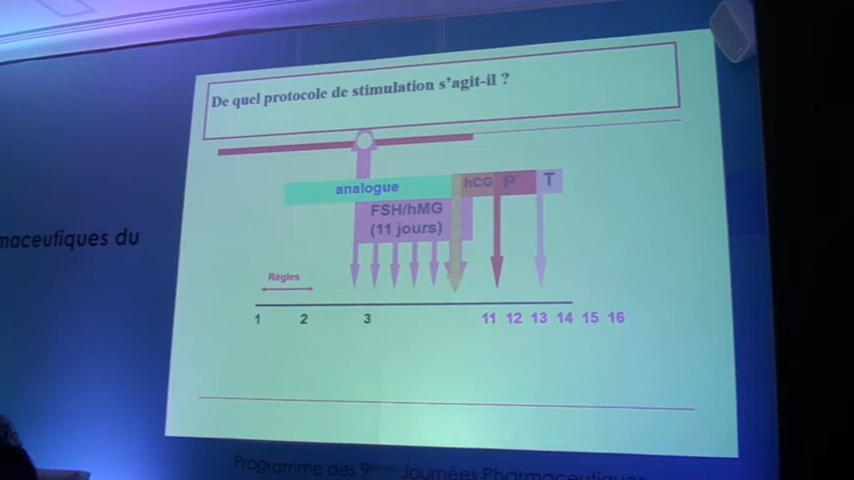 De quel protocole de stimulation s'agit-il ?
analogue
hCG P T
FSH/hMG
(11 jours)
Règles
1 2 3 11 12 13 14 15 16
maceutiques du
Programme des 9èmes Journées Pharmaceutiques